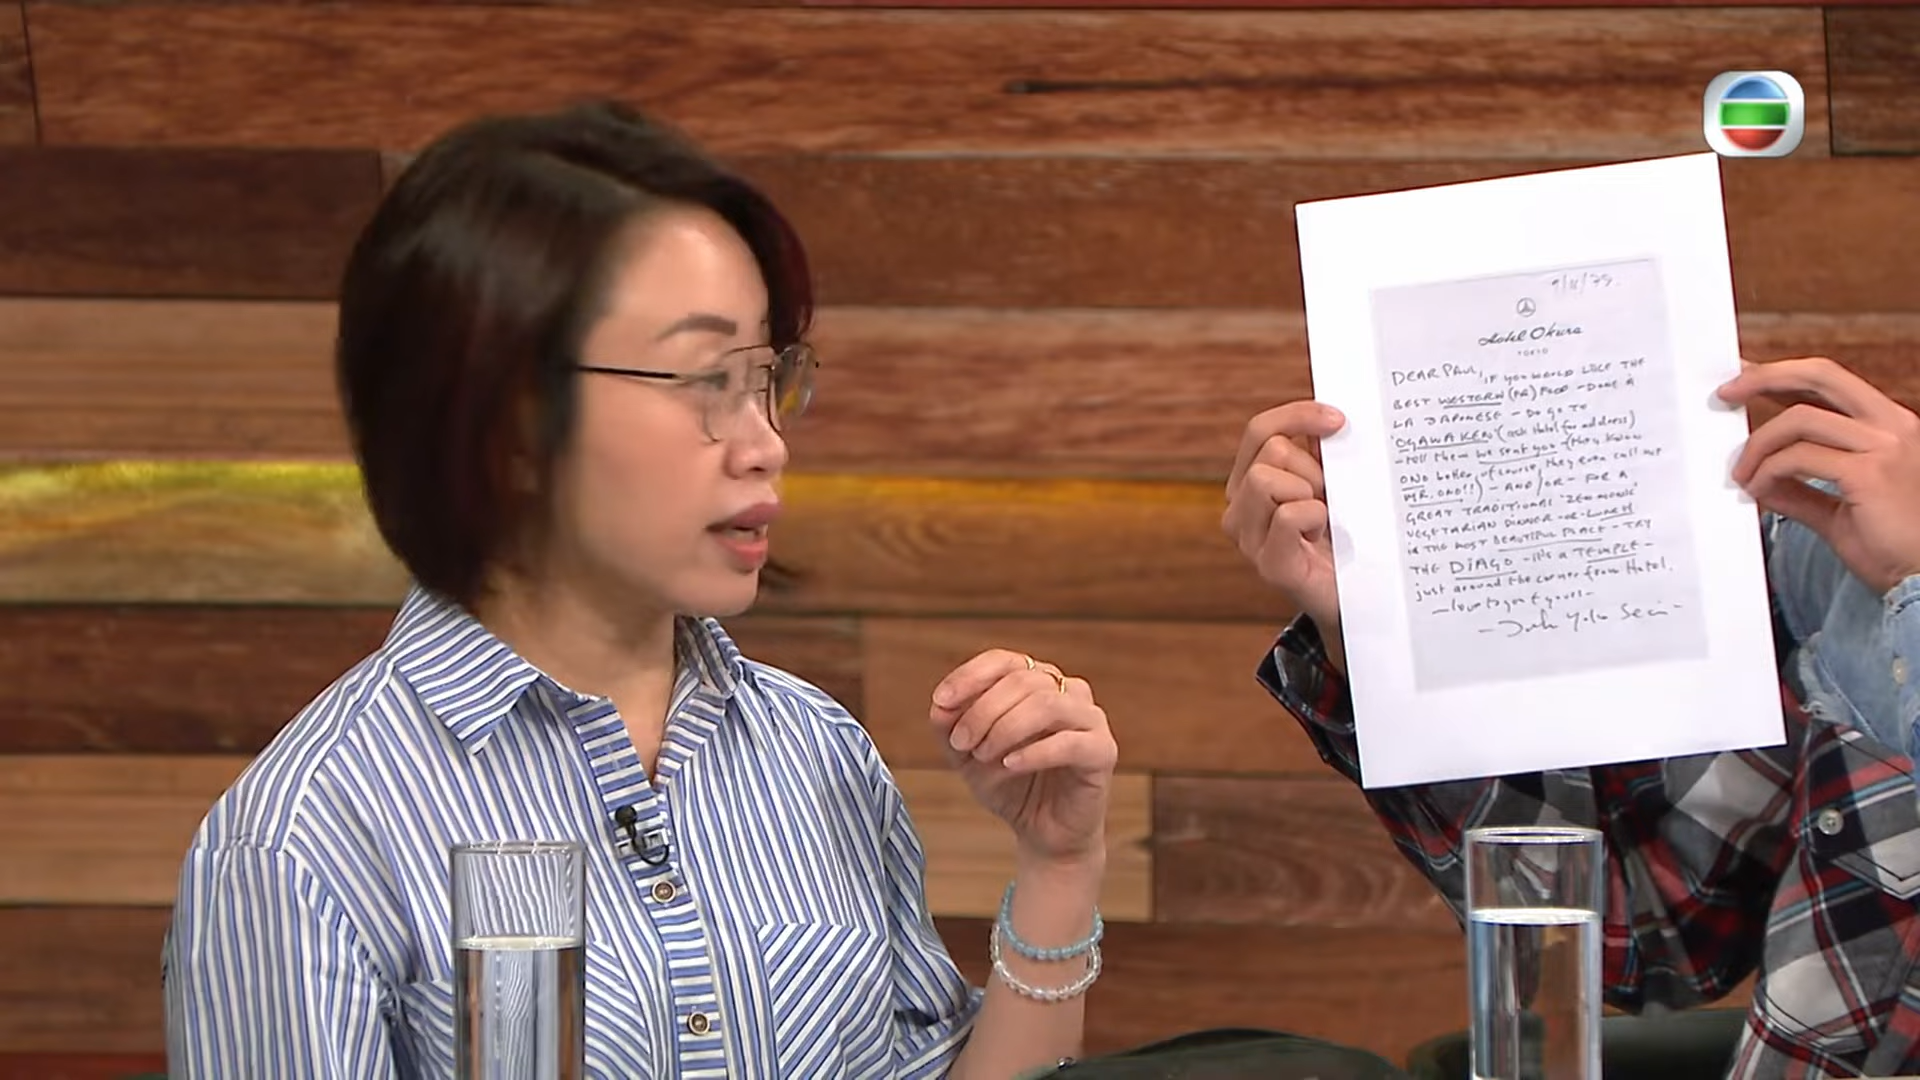 9/11/79.
Hotel Okura
TOKYO
DEAR PAUL, IF YOU WOULD LIKE THE
BEST WESTERN (FR) FOOD - DONE À
LA JAPANESE - DO GO TO
'OGAWAKEN' (ask Hotel for address)
- tell them we sent you - (they know
ONO better, of course, they even call me
MR. ONO!!) - AND/OR - FOR A
GREAT TRADITIONAL 'ZEN MONK'
VEGETARIAN DINNER - OR - LUNCH
IN THE MOST BEAUTIFUL PLACE - TRY
THE DIAGO - it's a TEMPLE -
just around the corner from Hotel.
- love to you & yours -
- John Yoko Sean -